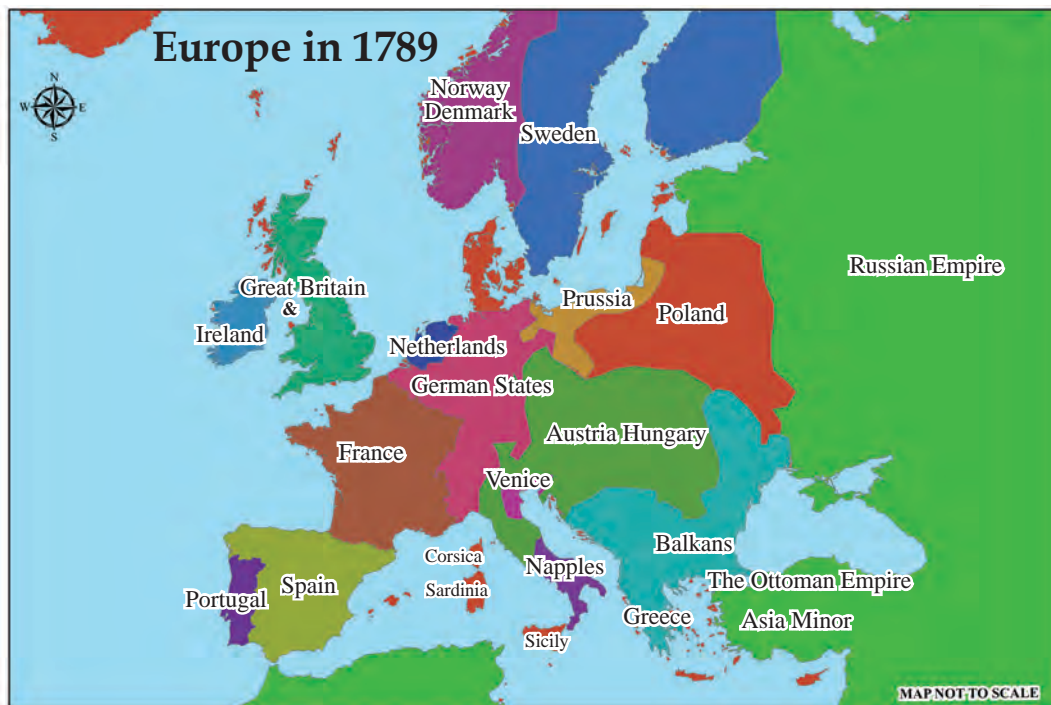 Europe in 1789
N
W E
S
Norway
Denmark
Sweden
Russian Empire
Great Britain
&
Ireland
Prussia
Poland
Netherlands
German States
Austria Hungary
France
Venice
Balkans
Corsica
Napples
Sardinia
The Ottoman Empire
Spain
Portugal
Greece
Asia Minor
Sicily
MAP NOT TO SCALE